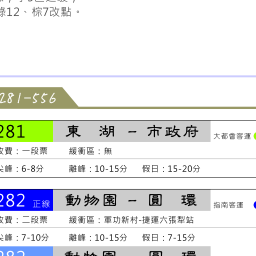 綠12、棕7改點。
281-556
281 東 湖 - 市政府 大都會客運
收費：一段票 緩衝區：無
尖峰：6-8分 離峰：10-15分 假日：15-20分
282 正線 動物園 - 圓 環 指南客運
收費：二段票 緩衝區：軍功新村-捷運六張犁站
尖峰：7-10分 離峰：10-15分 假日：7-15分
動物園 - 圓 環